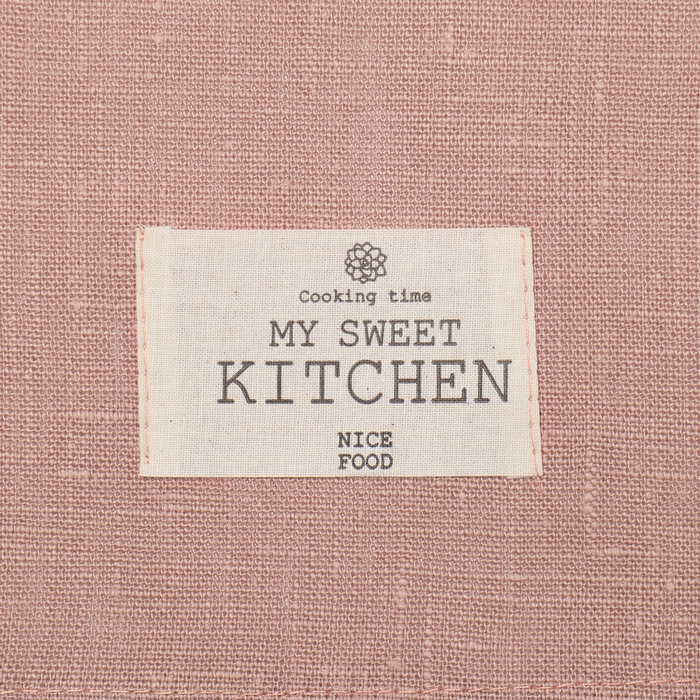 Cooking time
MY SWEET
KITCHEN
NICE
FOOD